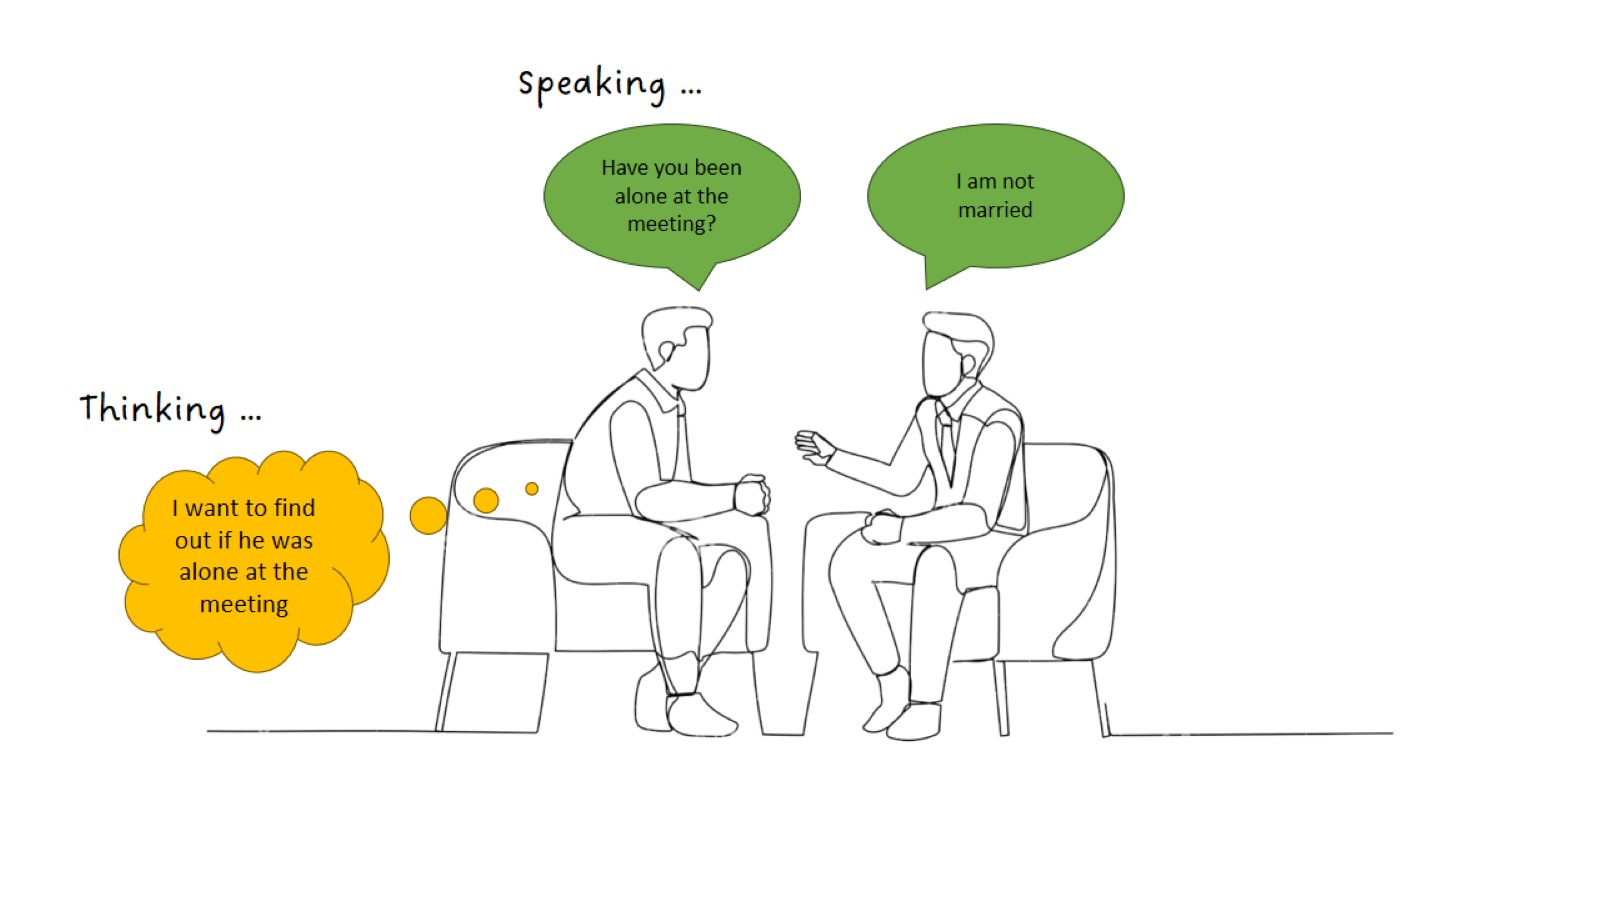 Speaking ...
Have you been
alone at the
meeting?
I am not
married
Thinking ...
I want to find
out if he was
alone at the
meeting